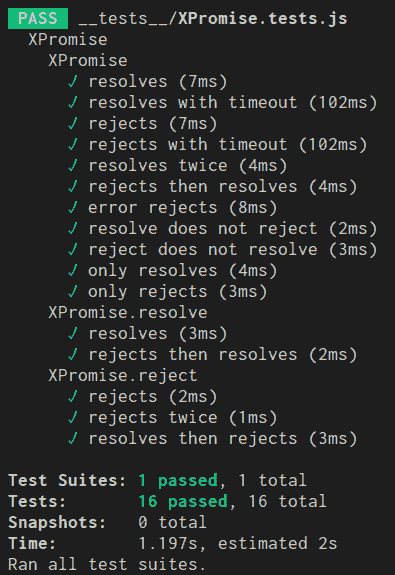 PASS __tests__/XPromise.tests.js
XPromise
XPromise
✓ resolves (7ms)
✓ resolves with timeout (102ms)
✓ rejects (7ms)
✓ rejects with timeout (102ms)
✓ resolves twice (4ms)
✓ rejects then resolves (4ms)
✓ error rejects (8ms)
✓ resolve does not reject (2ms)
✓ reject does not resolve (3ms)
✓ only resolves (4ms)
✓ only rejects (3ms)
XPromise.resolve
✓ resolves (3ms)
✓ rejects then resolves (2ms)
XPromise.reject
✓ rejects (2ms)
✓ rejects twice (1ms)
✓ resolves then rejects (3ms)
Test Suites: 1 passed, 1 total
Tests: 16 passed, 16 total
Snapshots: 0 total
Time: 1.197s, estimated 2s
Ran all test suites.